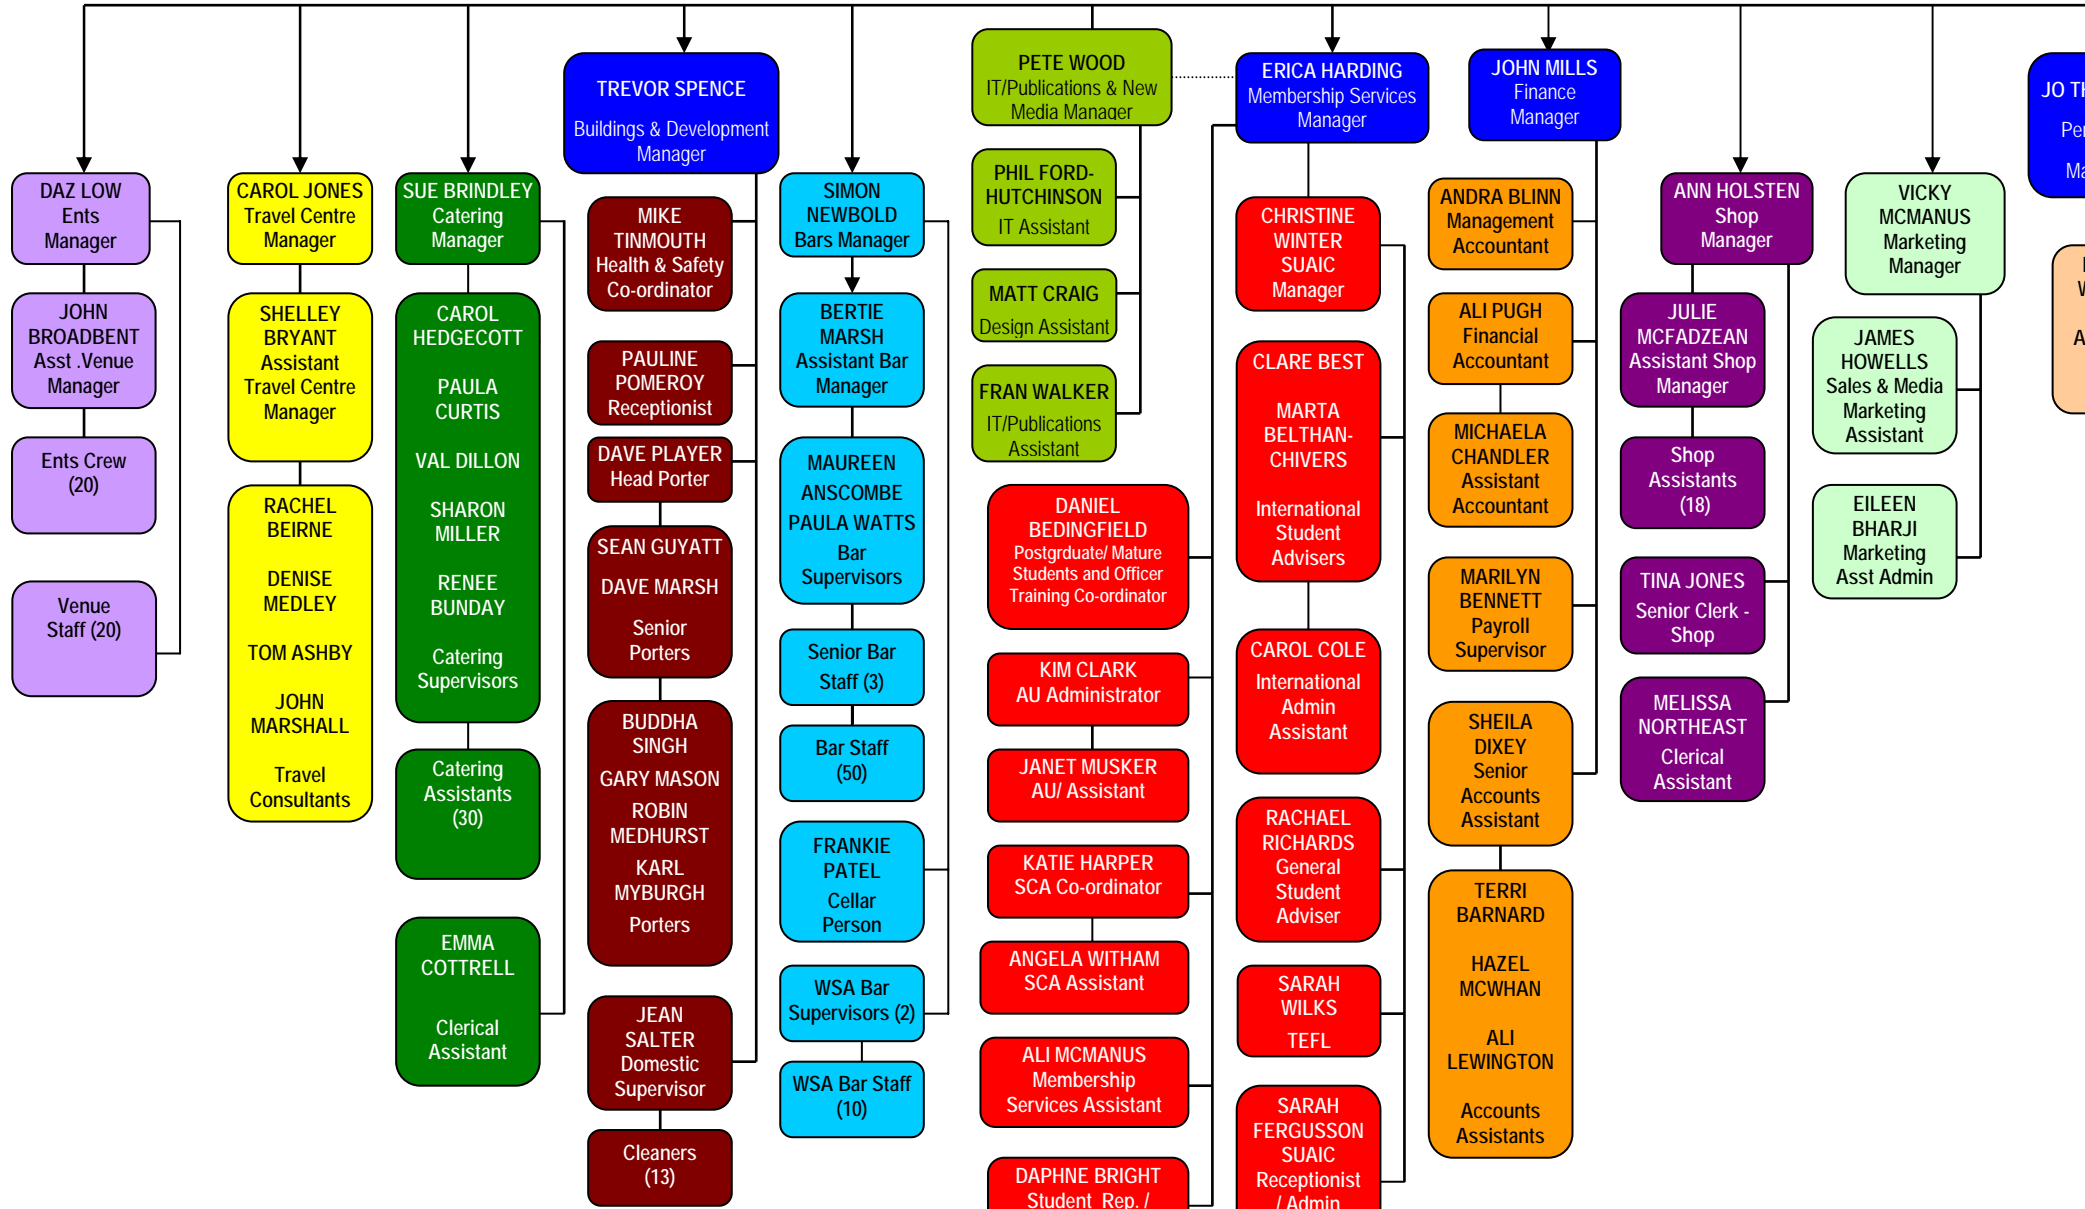 DAZ LOW
Ents
Manager
JOHN
BROADBENT
Asst .Venue
Manager
Ents Crew
(20)
Venue
Staff (20)
CAROL JONES
Travel Centre
Manager
SHELLEY
BRYANT
Assistant
Travel Centre
Manager
RACHEL
BEIRNE
DENISE
MEDLEY
TOM ASHBY
JOHN
MARSHALL
Travel
Consultants
SUE BRINDLEY
Catering
Manager
CAROL
HEDGECOTT
PAULA
CURTIS
VAL DILLON
SHARON
MILLER
RENEE
BUNDAY
Catering
Supervisors
Catering
Assistants
(30)
EMMA
COTTRELL
Clerical
Assistant
TREVOR SPENCE
Buildings & Development
Manager
MIKE
TINMOUTH
Health & Safety
Co-ordinator
PAULINE
POMEROY
Receptionist
DAVE PLAYER
Head Porter
SEAN GUYATT
DAVE MARSH
Senior
Porters
BUDDHA
SINGH
GARY MASON
ROBIN
MEDHURST
KARL
MYBURGH
Porters
JEAN
SALTER
Domestic
Supervisor
Cleaners
(13)
SIMON
NEWBOLD
Bars Manager
BERTIE
MARSH
Assistant Bar
Manager
MAUREEN
ANSCOMBE
PAULA WATTS
Bar
Supervisors
Senior Bar
Staff (3)
Bar Staff
(50)
FRANKIE
PATEL
Cellar
Person
WSA Bar
Supervisors (2)
WSA Bar Staff
(10)
PETE WOOD
IT/Publications & New
Media Manager
PHIL FORD-
HUTCHINSON
IT Assistant
MATT CRAIG
Design Assistant
FRAN WALKER
IT/Publications
Assistant
DANIEL
BEDINGFIELD
Postgrduate/ Mature
Students and Officer
Training Co-ordinator
KIM CLARK
AU Administrator
JANET MUSKER
AU/ Assistant
KATIE HARPER
SCA Co-ordinator
ANGELA WITHAM
SCA Assistant
ALI MCMANUS
Membership
Services Assistant
DAPHNE BRIGHT
Student Rep. /
ERICA HARDING
Membership Services
Manager
CHRISTINE
WINTER
SUAIC
Manager
CLARE BEST
MARTA
BELTHAN-
CHIVERS
International
Student
Advisers
CAROL COLE
International
Admin
Assistant
RACHAEL
RICHARDS
General
Student
Adviser
SARAH
WILKS
TEFL
SARAH
FERGUSSON
SUAIC
Receptionist
/ Admin
JOHN MILLS
Finance
Manager
ANDRA BLINN
Management
Accountant
ALI PUGH
Financial
Accountant
MICHAELA
CHANDLER
Assistant
Accountant
MARILYN
BENNETT
Payroll
Supervisor
SHEILA
DIXEY
Senior
Accounts
Assistant
TERRI
BARNARD
HAZEL
MCWHAN
ALI
LEWINGTON
Accounts
Assistants
ANN HOLSTEN
Shop
Manager
JULIE
MCFADZEAN
Assistant Shop
Manager
Shop
Assistants
(18)
TINA JONES
Senior Clerk -
Shop
MELISSA
NORTHEAST
Clerical
Assistant
VICKY
MCMANUS
Marketing
Manager
JAMES
HOWELLS
Sales & Media
Marketing
Assistant
EILEEN
BHARJI
Marketing
Asst Admin
JO